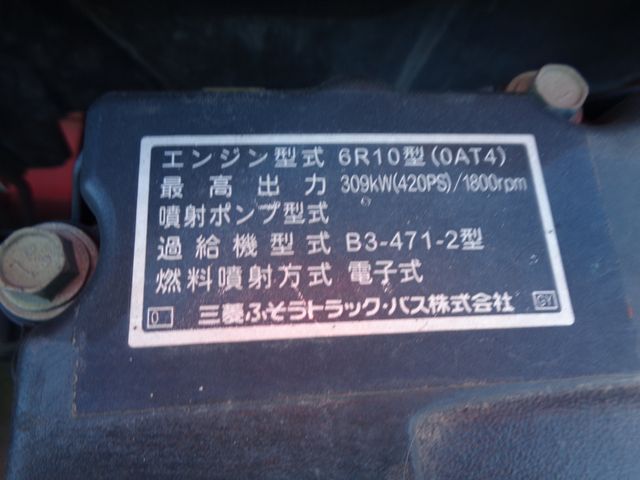 エンジン型式 6R10型(0AT4)
最高出力 309kW(420PS)/1800rpm
噴射ポンプ型式
過給機型式 B3-471-2型
燃料噴射方式 電子式
三菱ふそうトラック・バス株式会社